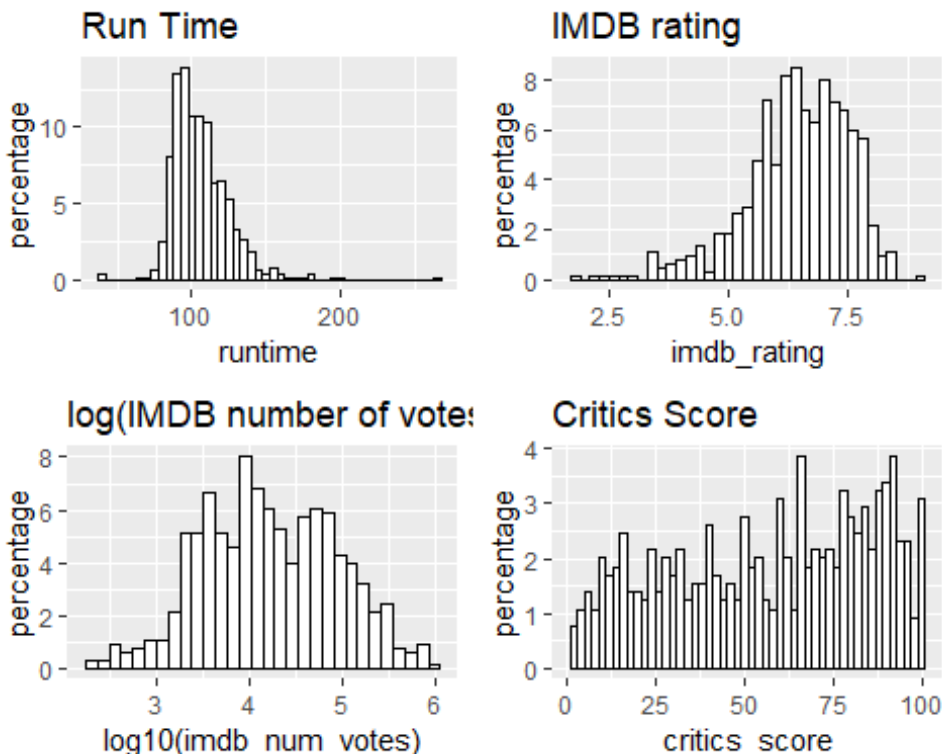 Run Time
percentage
10
5
0
100
200
runtime
IMDB rating
percentage
8
6
4
2
0
2.5
5.0
7.5
imdb_rating
log(IMDB number of votes
percentage
8
6
4
2
0
3
4
5
6
log10(imdb_num_votes)
Critics Score
percentage
4
3
2
1
0
0
25
50
75
100
critics_score